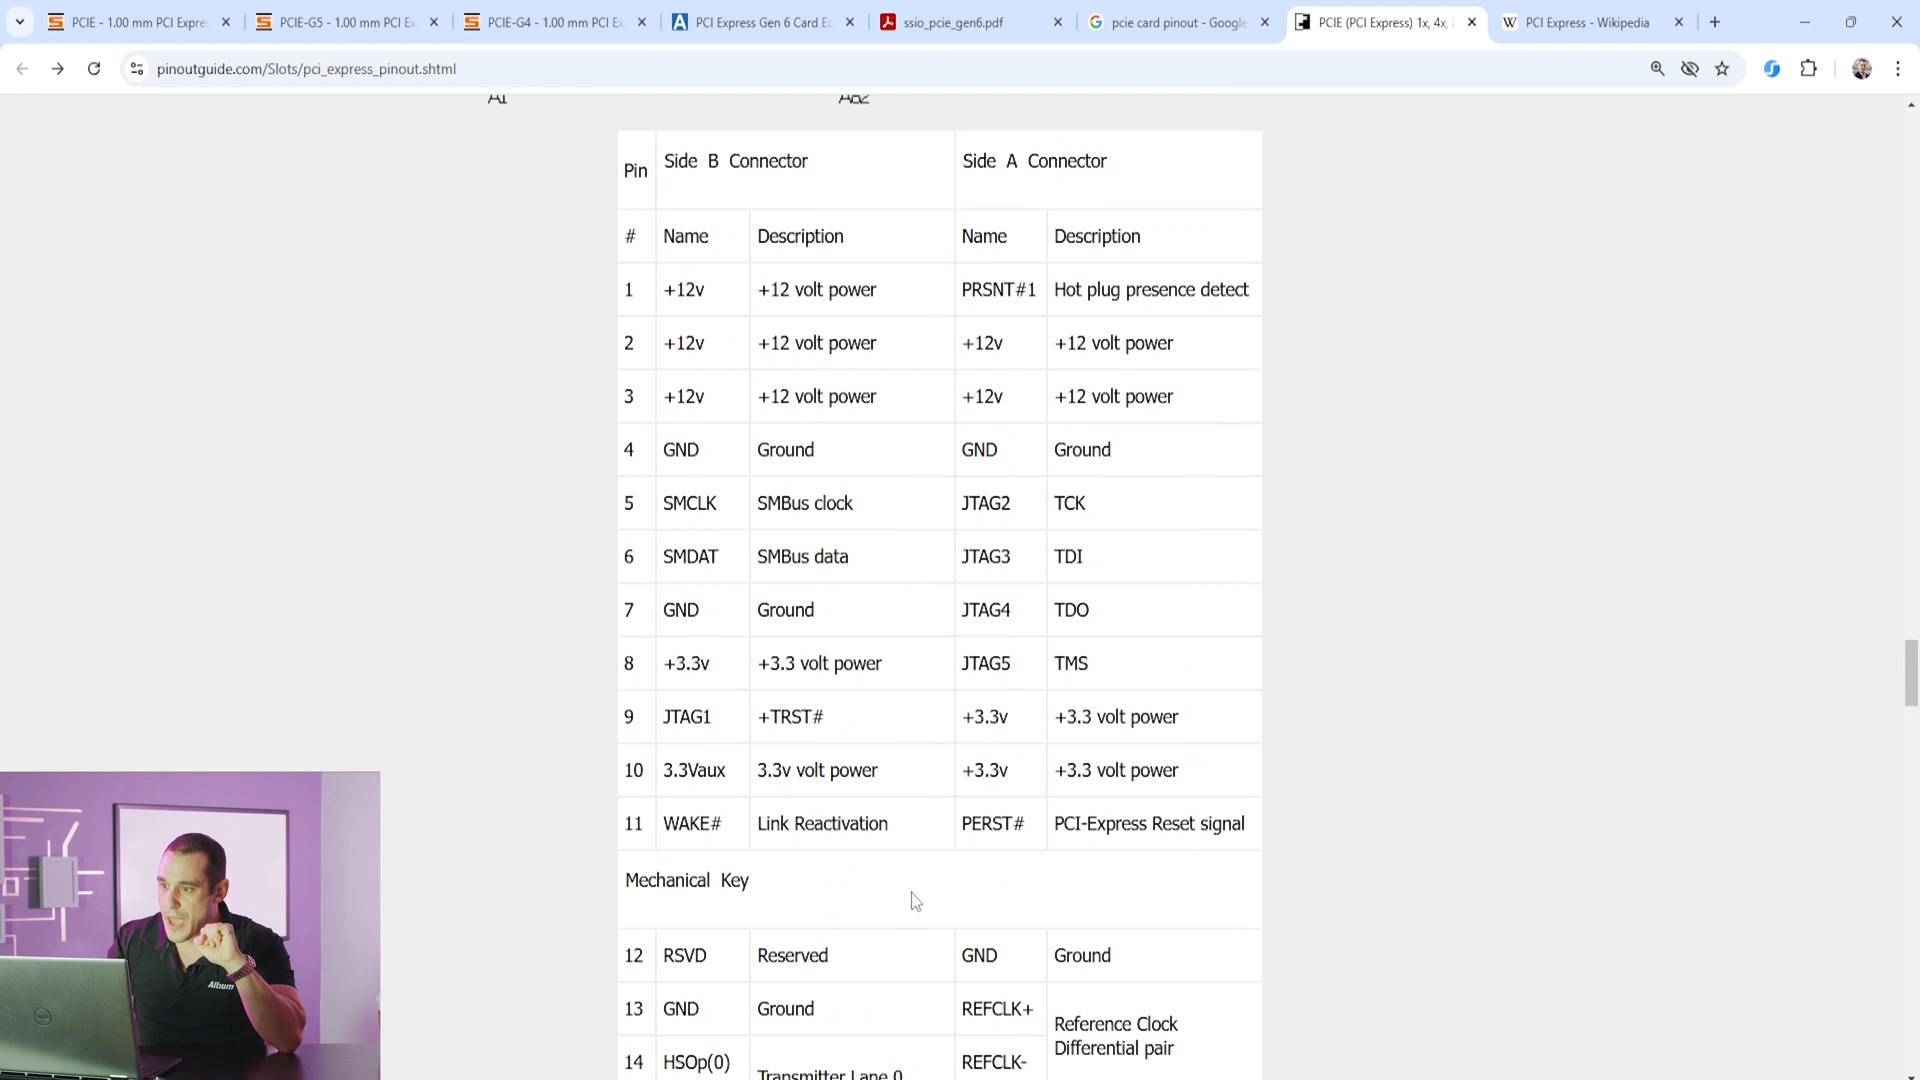 PCIE - 1.00 mm PCI Expre
PCIE-G5 - 1.00 mm PCI E
PCIE-G4 - 1.00 mm PCI Ex
PCI Express Gen 6 Card Ed
ssio_pcie_gen6.pdf
pcie card pinout - Google
PCIE (PCI Express) 1x, 4x,
PCI Express - Wikipedia
pinoutguide.com/Slots/pci_express_pinout.shtml
A1 A82
Pin Side B Connector Side A Connector
# Name Description Name Description
1 +12v +12 volt power PRSNT#1 Hot plug presence detect
2 +12v +12 volt power +12v +12 volt power
3 +12v +12 volt power +12v +12 volt power
4 GND Ground GND Ground
5 SMCLK SMBus clock JTAG2 TCK
6 SMDAT SMBus data JTAG3 TDI
7 GND Ground JTAG4 TDO
8 +3.3v +3.3 volt power JTAG5 TMS
9 JTAG1 +TRST# +3.3v +3.3 volt power
10 3.3Vaux 3.3v volt power +3.3v +3.3 volt power
11 WAKE# Link Reactivation PERST# PCI-Express Reset signal
Mechanical Key
12 RSVD Reserved GND Ground
13 GND Ground REFCLK+ Reference Clock
Differential pair
14 HSOp(0) Transmitter Lane 0 REFCLK-
Altium
DELL